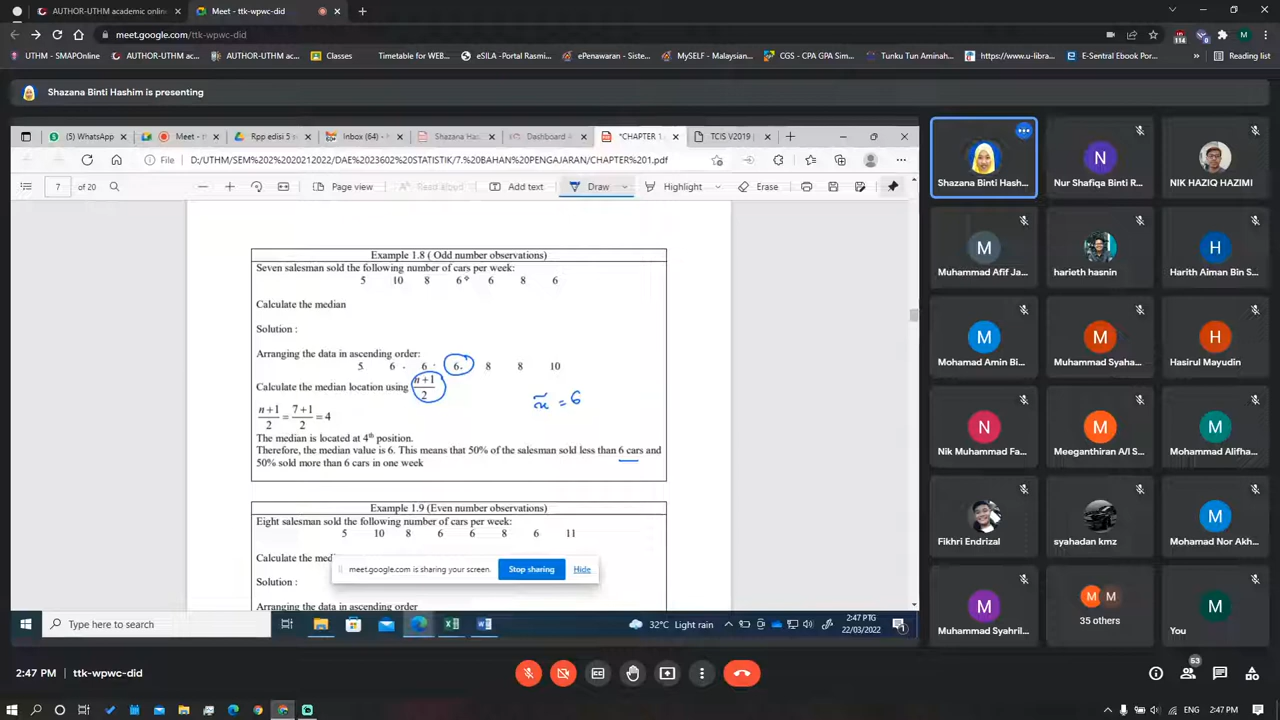 AUTHOR-UTHM academic onlin
Meet - ttk-wpwc-did
meet.google.com/ttk-wpwc-did
UTHM - SMAPOnline
AUTHOR-UTHM ac...
AUTHOR-UTHM ac...
Classes
Timetable for WEB...
eSILA -Portal Rasmi...
ePenawaran - Siste...
MySELF - Malaysian...
CGS - CPA GPA Sim...
Tunku Tun Aminah...
https://www.u-libra...
E-Sentral Ebook Por...
»
Reading list
Shazana Binti Hashim is presenting
(5) WhatsApp
Meet - tt
Rpp edisi 5
Inbox (64) -
Shazana Has
Dashboard
*CHAPTER 1
TCIS V2019
File
D:/UTHM/SEM%202%2020212022/DAE%2023602%20STATISTIK/7.%20BAHAN%20PENGAJARAN/CHAPTER%201.pdf
7 of 20
Page view
Read aloud
Add text
Draw
Highlight
Erase
Example 1.8 ( Odd number observations)
Seven salesman sold the following number of cars per week:
5 10 8 6 6 8 6
Calculate the median
Solution :
Arranging the data in ascending order:
5 6 6 6 8 8 10
Calculate the median location using n+1/2
x̃ = 6
n+1/2 = 7+1/2 = 4
The median is located at 4th position.
Therefore, the median value is 6. This means that 50% of the salesman sold less than 6 cars and
50% sold more than 6 cars in one week
Example 1.9 (Even number observations)
Eight salesman sold the following number of cars per week:
5 10 8 6 6 8 6 11
Calculate the med
meet.google.com is sharing your screen.
Stop sharing
Hide
Solution :
Arranging the data in ascending order
Type here to search
32°C Light rain
ENG
2:47 PTG
22/03/2022
Shazana Binti Hash...
N
Nur Shafiqa Binti R...
NIK HAZIQ HAZIMI
M
Muhammad Afif Ja...
harieth hasnin
H
Harith Aiman Bin S...
M
Mohamad Amin Bi...
M
Muhammad Syaha...
H
Hasirul Mayudin
N
Nik Muhammad Fa...
M
Meeganthiran A/l S...
M
Mohammad Alifha...
Fikhri Endrizal
syahadan kmz
M
Mohamad Nor Akh...
M
Muhammad Syahril...
M M
35 others
M
You
2:47 PM
ttk-wpwc-did
53
ENG
2:47 PM